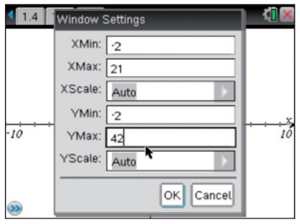 1.4
Window Settings
XMin: -2
XMax: 21
XScale: Auto
YMin: -2
YMax: 42
YScale: Auto
-10
x
10
OK Cancel